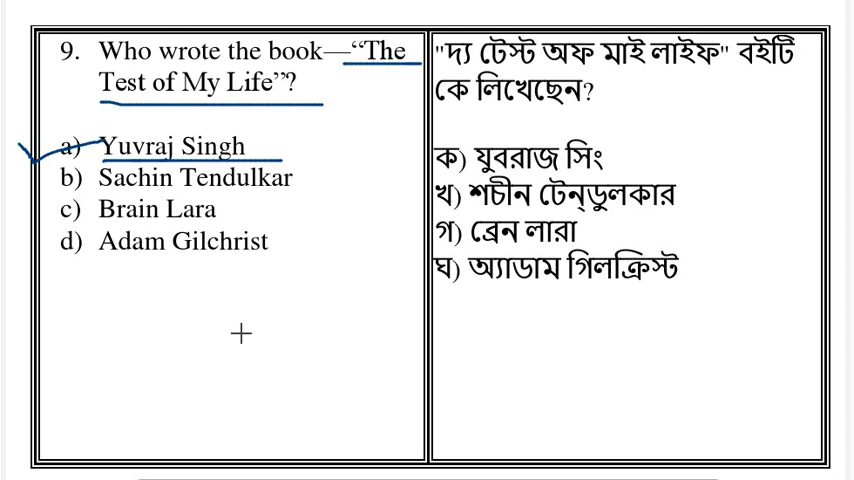 9. Who wrote the book—“The
Test of My Life”?
a) Yuvraj Singh
b) Sachin Tendulkar
c) Brain Lara
d) Adam Gilchrist
"দ্য টেস্ট অফ মাই লাইফ" বইটি
কে লিখেছেন?
ক) যুবরাজ সিং
খ) শচীন টেন্ডুলকার
গ) ব্রেন লারা
ঘ) অ্যাডাম গিলক্রিস্ট